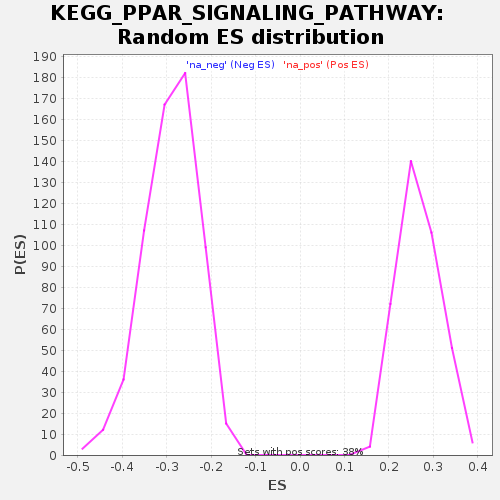 KEGG_PPAR_SIGNALING_PATHWAY:
Random ES distribution
'na_neg' (Neg ES) 'na_pos' (Pos ES)
190
180
170
160
150
140
130
120
110
100
90
80
70
60
50
40
30
20
10
0
P(ES)
Sets with pos scores: 38%
-0.5 -0.4 -0.3 -0.2 -0.1 0.0 0.1 0.2 0.3 0.4
ES